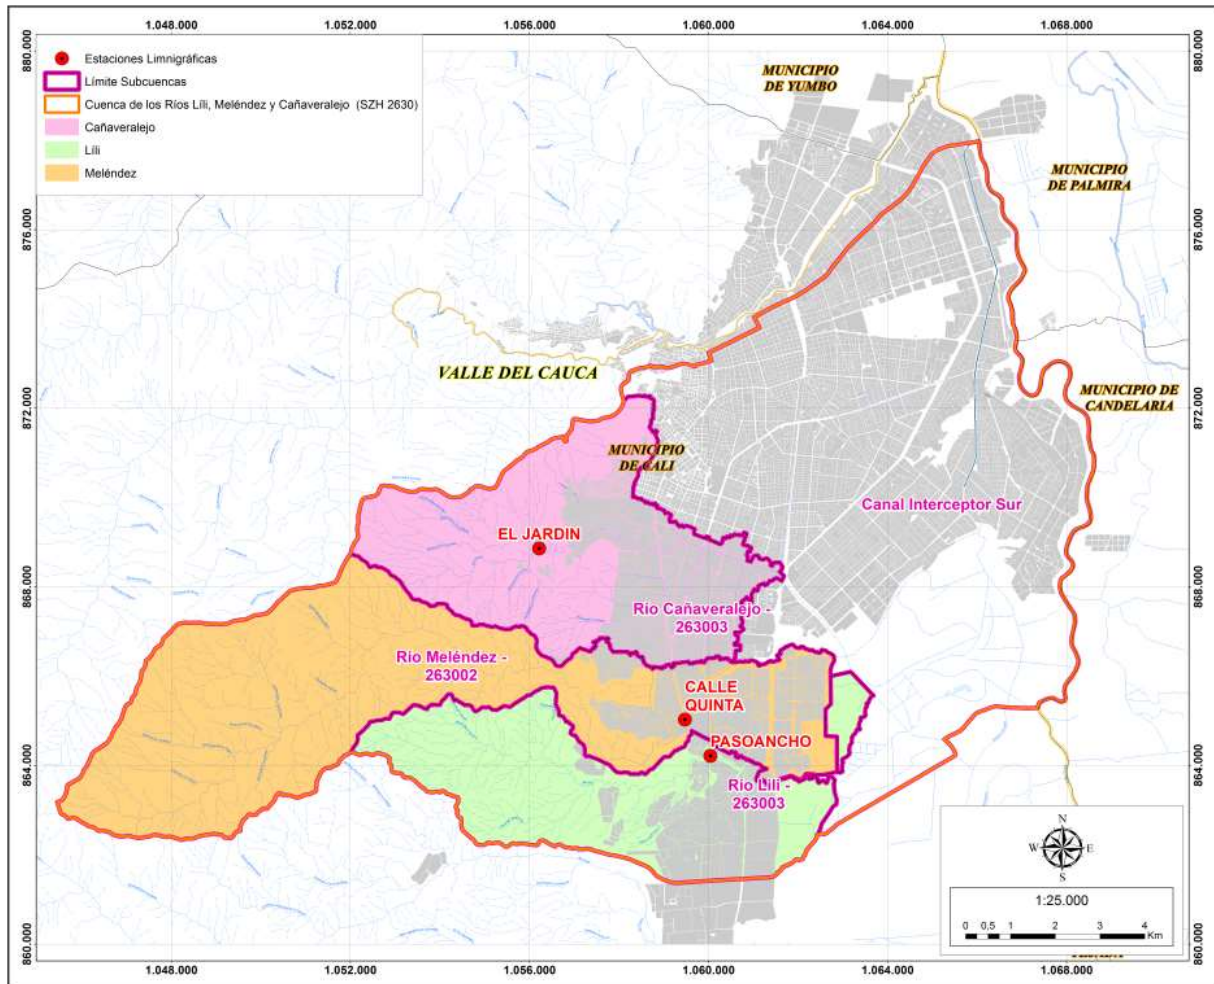 1.048.000
1.052.000
1.056.000
1.060.000
1.064.000
1.068.000
880.000
880.000
Estaciones Limnigráficas
Límite Subcuencas
Cuenca de los Ríos Líli, Meléndez y Cañaveralejo (SZH 2630)
Cañaveralejo
Líli
Meléndez
MUNICIPIO
DE YUMBO
MUNICIPIO
DE PALMIRA
876.000
876.000
VALLE DEL CAUCA
MUNICIPIO DE
CANDELARIA
872.000
872.000
MUNICIPIO
DE CALI
Canal Interceptor Sur
EL JARDIN
868.000
868.000
Río Cañaveralejo -
263003
Río Meléndez -
263002
CALLE
QUINTA
PASOANCHO
864.000
864.000
Río Lili -
263003
N
W
E
S
1:25.000
0
0,5
1
2
3
4
Km
860.000
860.000
1.048.000
1.052.000
1.056.000
1.060.000
1.064.000
1.068.000